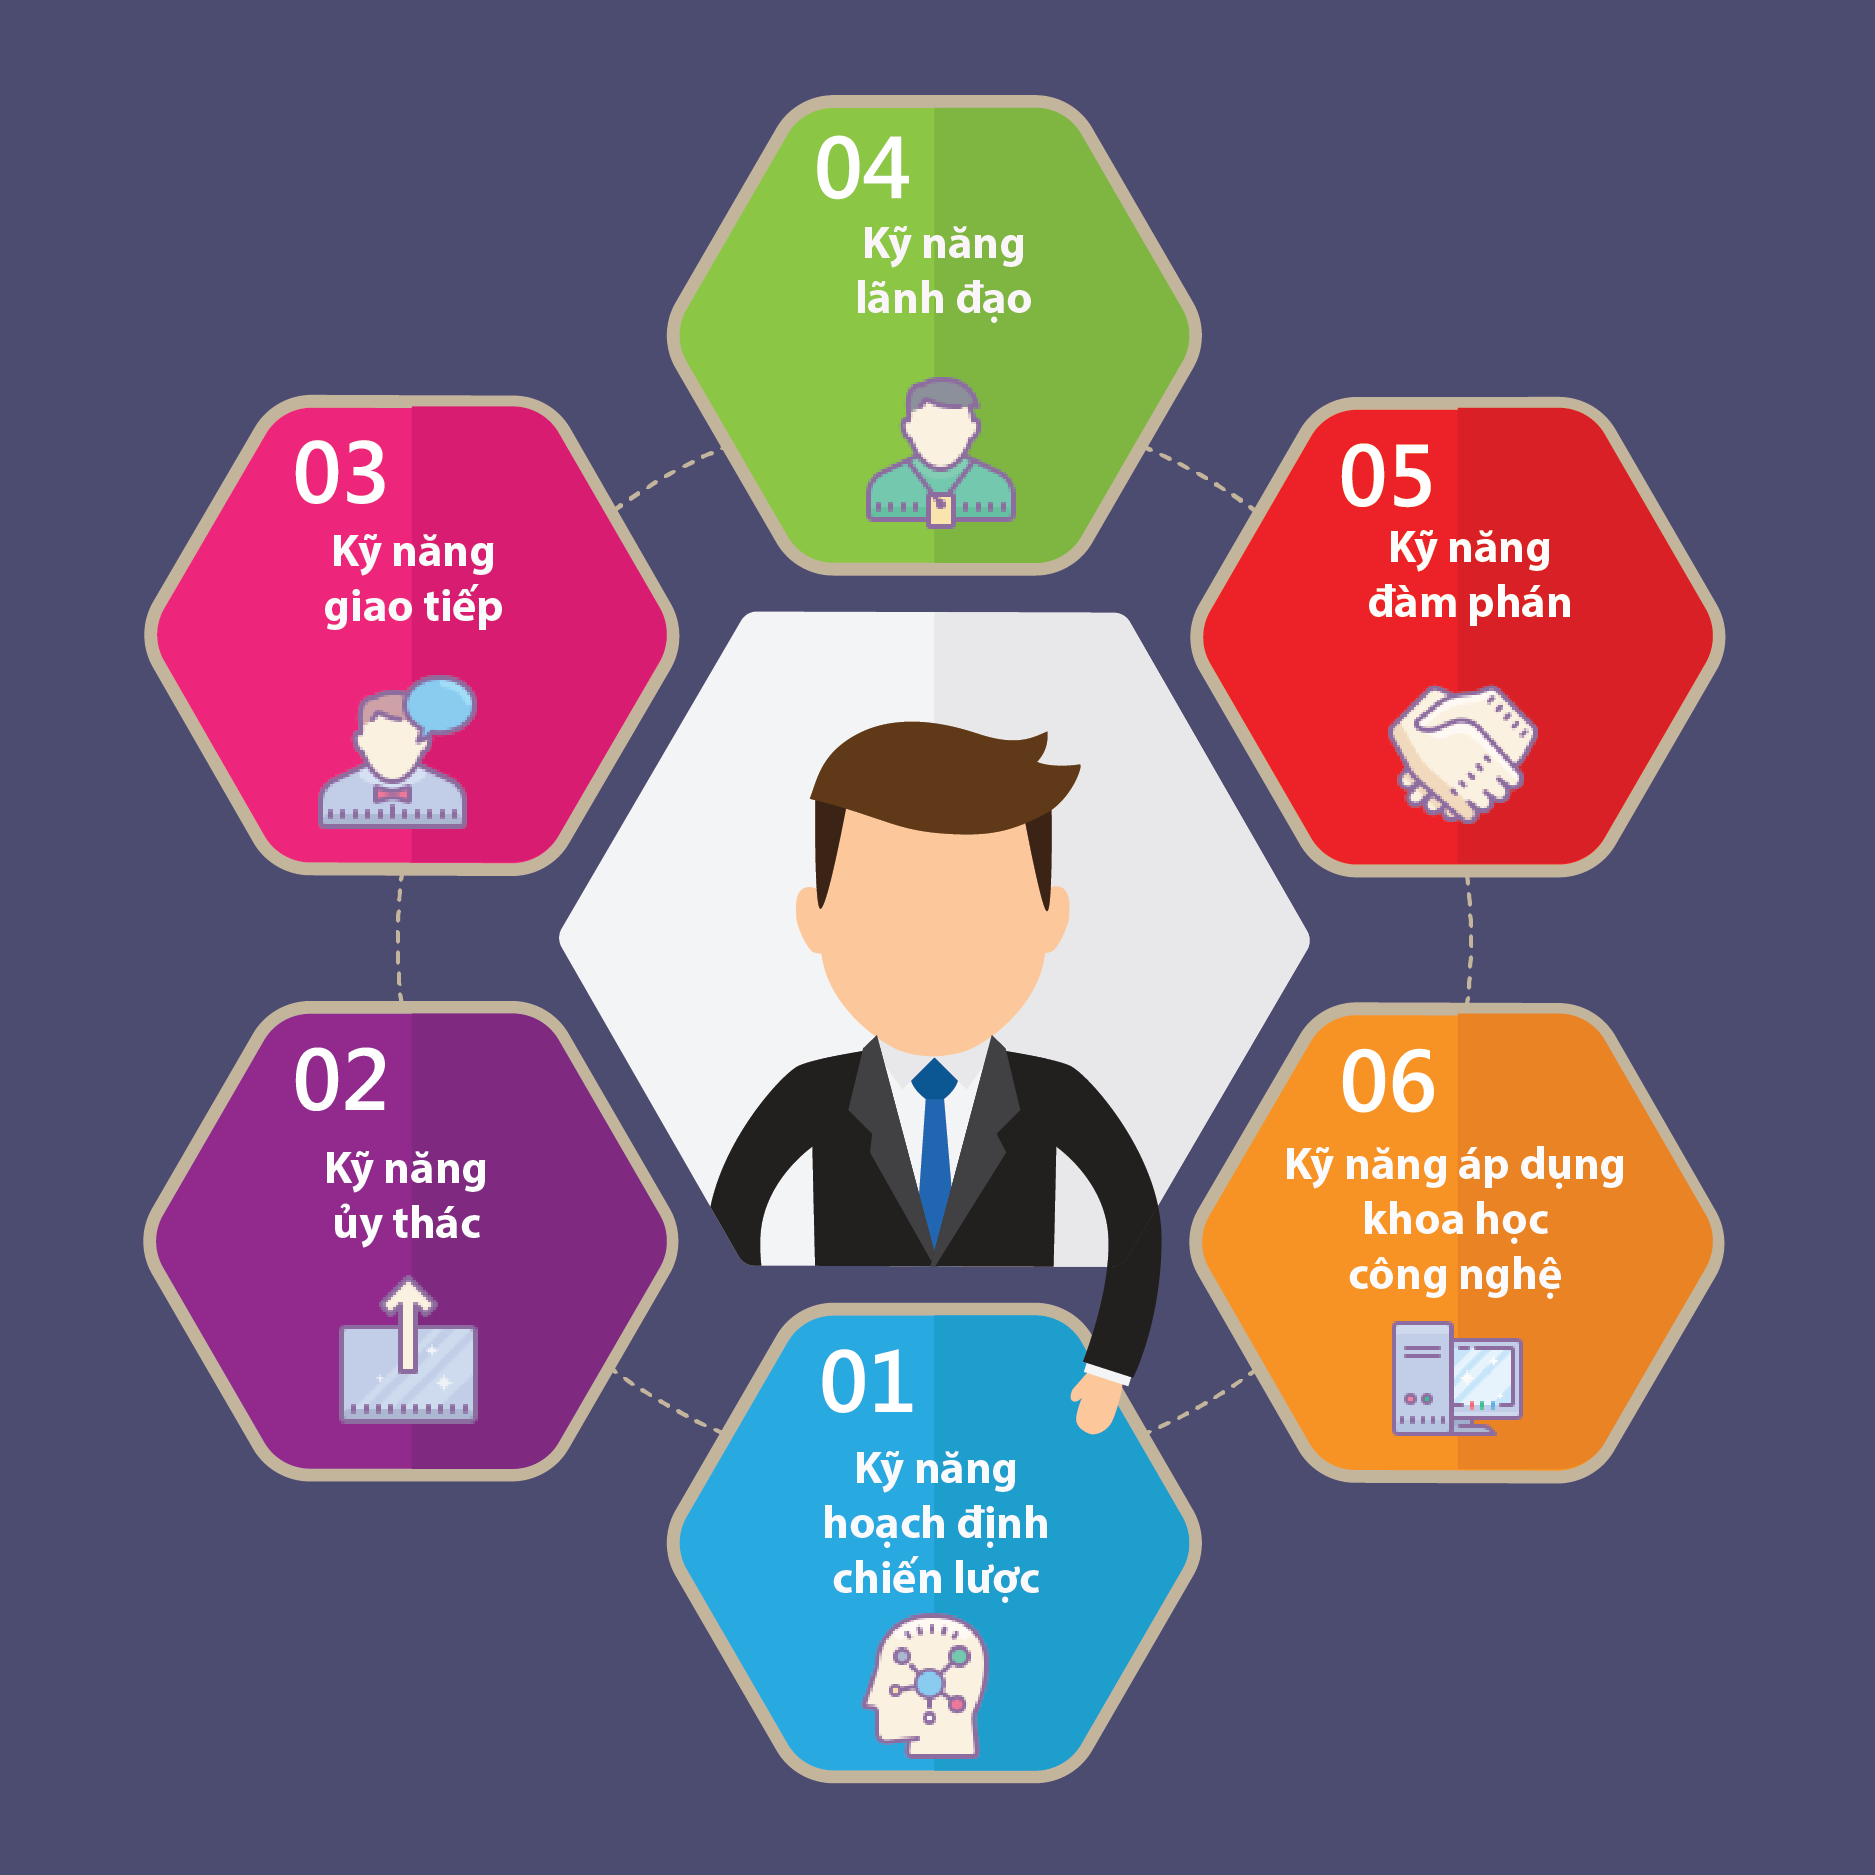 04
Kỹ năng
lãnh đạo
03
Kỹ năng
giao tiếp
05
Kỹ năng
đàm phán
02
Kỹ năng
ủy thác
06
Kỹ năng áp dụng
khoa học
công nghệ
01
Kỹ năng
hoạch định
chiến lược